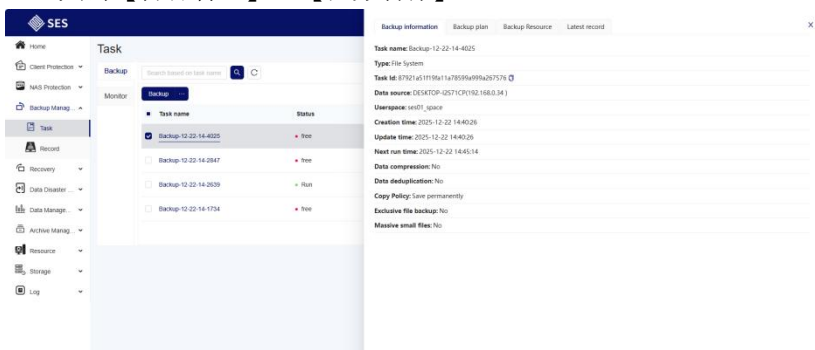 SES
Home
Client Protection
NAS Protection
Backup Manag...
Task
Record
Recovery
Data Disaster ...
Data Manage...
Archive Manag...
Resource
Storage
Log
Task
Backup
Monitor
Search based on task name
Backup ...
Task name Status
Backup-12-22-14-4025 free
Backup-12-22-14-2847 free
Backup-12-22-14-2639 Run
Backup-12-22-14-1734 free
Backup Information Backup plan Backup Resource Latest record X
Task name: Backup-12-22-14-4025
Type: File System
Task Id: 87921a51f19fa11a78599a999a267576
Data source: DESKTOP-I2S71CP(192.168.0.34 )
Userspace: ses01_space
Creation time: 2025-12-22 14:40:26
Update time: 2025-12-22 14:40:26
Next run time: 2025-12-22 14:45:14
Data compression: No
Data deduplication: No
Copy Policy: Save permanently
Exclusive file backup: No
Massive small files: No